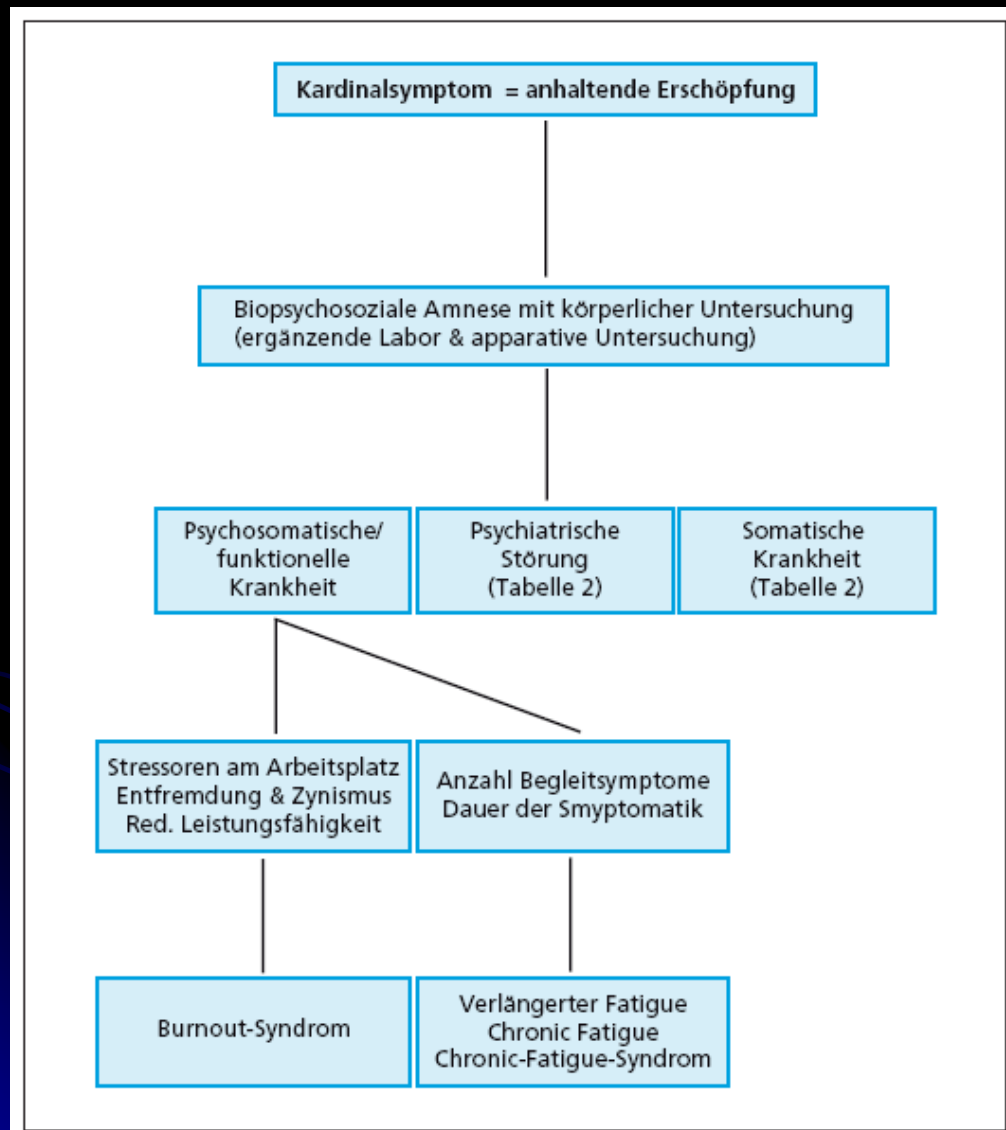 Kardinalsymptom = anhaltende Erschöpfung
Biopsychosoziale Amnese mit körperlicher Untersuchung
(ergänzende Labor & apparative Untersuchung)
Psychosomatische/
funktionelle
Krankheit
Psychiatrische
Störung
(Tabelle 2)
Somatische
Krankheit
(Tabelle 2)
Stressoren am Arbeitsplatz
Entfremdung & Zynismus
Red. Leistungsfähigkeit
Anzahl Begleitsymptome
Dauer der Smyptomatik
Burnout-Syndrom
Verlängerter Fatigue
Chronic Fatigue
Chronic-Fatigue-Syndrom